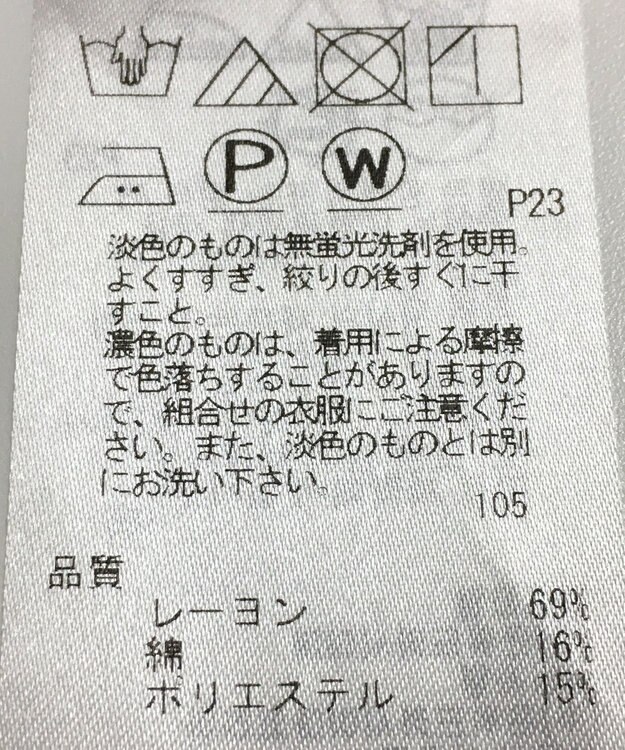 P
W
P23
淡色のものは無蛍光洗剤を使用。
よくすすぎ、絞りの後すぐに干
すこと。
濃色のものは、着用による摩擦
で色落ちすることがありますの
で、組合せの衣服にご注意くだ
さい。また、淡色のものとは別
にお洗い下さい。
105
品質
レーヨン 69%
綿 16%
ポリエステル 15%